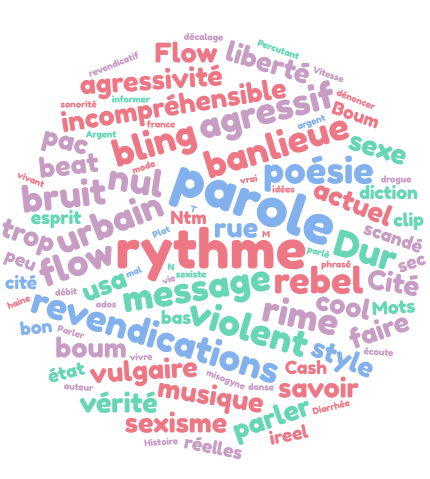 décalage
Flow
Percutant
revendicatif
liberté
Vitesse
agressivité
sonorité
informer
agressif
dénoncer
incompréhensible
Boum
Argent
france
argent
pac
bling
banlieue
sexe
beat
mode
vrai
poésie
drogue
vivant
nul
parole
idées
actuel
diction
bruit
esprit
urbain
T
Ntm
rue
clip
trop
Plat
M
scandé
rythme
parlé
Dur
peu
flow
mal
N
sexiste
phrasé
sec
cité
usa
vie
message
rebel
Cité
haine
débit
ados
rime
cool
Mots
revendications
bas
violent
bon
Parler
faire
boum
vivre
style
écoute
état
vulgaire
misogyne
danse
Cash
auteur
musique
savoir
vérité
Diarrhée
sexisme
parler
ireel
Histoire
réelles